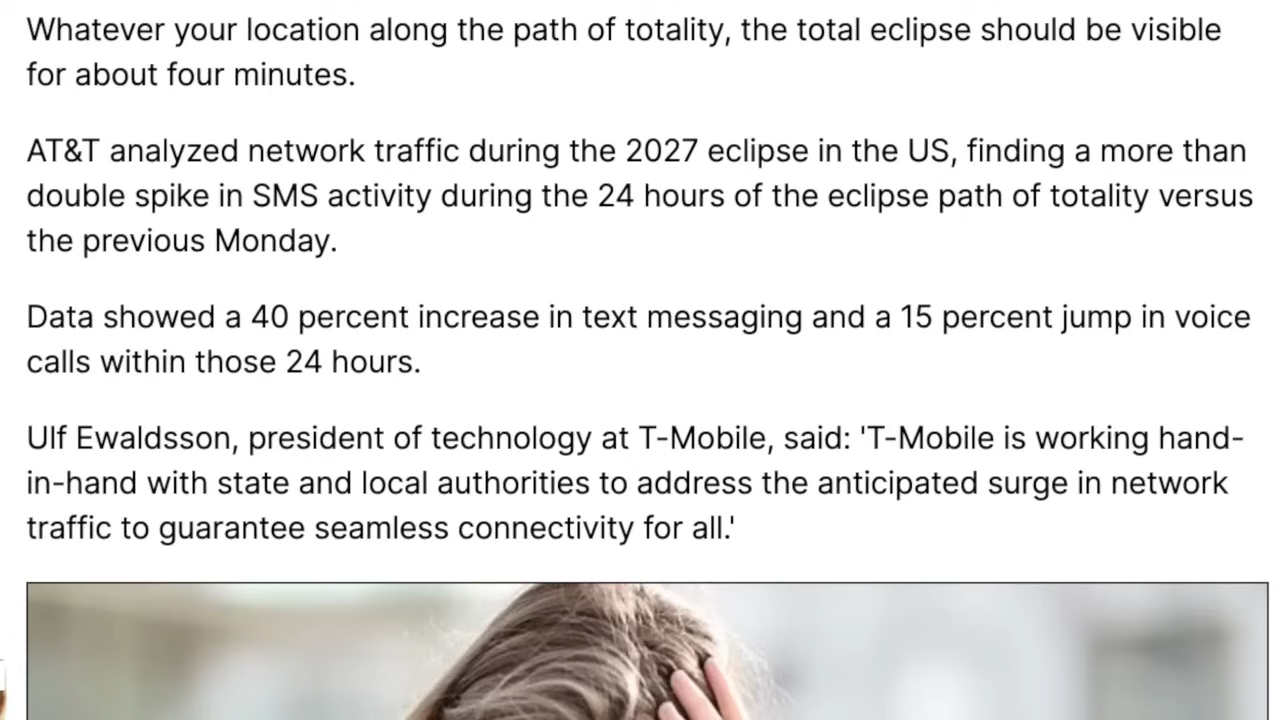 Whatever your location along the path of totality, the total eclipse should be visible
for about four minutes.
AT&T analyzed network traffic during the 2027 eclipse in the US, finding a more than
double spike in SMS activity during the 24 hours of the eclipse path of totality versus
the previous Monday.
Data showed a 40 percent increase in text messaging and a 15 percent jump in voice
calls within those 24 hours.
Ulf Ewaldsson, president of technology at T-Mobile, said: 'T-Mobile is working hand-
in-hand with state and local authorities to address the anticipated surge in network
traffic to guarantee seamless connectivity for all.'